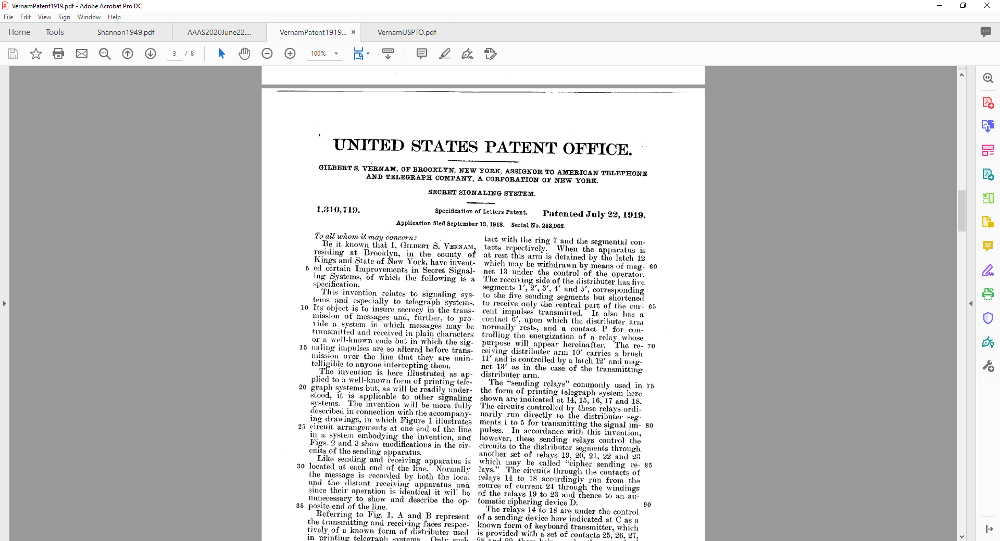 VernamPatent1919.pdf - Adobe Acrobat Pro DC
File Edit View Sign Window Help
Home Tools Shannon1949.pdf AAAS2020June22.... VernamPatent1919... × VernamUSPTO.pdf
3 / 8 100%
UNITED STATES PATENT OFFICE.
GILBERT S. VERNAM, OF BROOKLYN, NEW YORK, ASSIGNOR TO AMERICAN TELEPHONE
AND TELEGRAPH COMPANY, A CORPORATION OF NEW YORK.
SECRET SIGNALING SYSTEM.
1,310,719. Specification of Letters Patent. Patented July 22, 1919.
Application filed September 13, 1918. Serial No. 253,962.
To all whom it may concern:
Be it known that I, GILBERT S. VERNAM,
residing at Brooklyn, in the county of
Kings and State of New York, have invent-
5 ed certain Improvements in Secret Signal-
ing Systems, of which the following is a
specification.
This invention relates to signaling sys-
tems and especially to telegraph systems.
10 Its object is to insure secrecy in the trans-
mission of messages and, further, to pro-
vide a system in which messages may be
transmitted and received in plain characters
or a well-known code but in which the sig-
15 naling impulses are so altered before trans-
mission over the line that they are unin-
telligible to anyone intercepting them.
The invention is here illustrated as ap-
plied to a well-known form of printing tele-
20 graph systems but, as will be readily under-
stood, it is applicable to other signaling
systems. The invention will be more fully
described in connection with the accompany-
ing drawings, in which Figure 1 illustrates
25 circuit arrangements at one end of the line
in a system embodying the invention, and
Figs. 2 and 3 show modifications in the cir-
cuits of the sending apparatus.
Like sending and receiving apparatus is
30 located at each end of the line. Normally
the message is recorded by both the local
and the distant receiving apparatus and
since their operation is identical it will be
unnecessary to show and describe the op-
35 posite end of the line.
Referring to Fig. 1, A and B represent
the transmitting and receiving faces respec-
tively of a known form of distributer used
in printing telegraph systems. Only such
tact with the ring 7 and the segmental con-
tacts repectively. When the apparatus is
at rest this arm is detained by the latch 12
which may be withdrawn by means of mag- 60
net 13 under the control of the operator.
The receiving side of the distributer has five
segments 1′, 2′, 3′, 4′ and 5′, corresponding
to the five sending segments but shortened
to receive only the central part of the cur- 65
rent impulses transmitted. It also has a
contact 6′, upon which the distributer arm
normally rests, and a contact P for con-
trolling the energization of a relay whose
purpose will appear hereinafter. The re- 70
ceiving distributer arm 10′ carries a brush
11′ and is controlled by a latch 12′ and mag-
net 13′ as in the case of the transmitting
distributer arm.
The "sending relays" commonly used in 75
the form of printing telegraph system here
shown are indicated at 14, 15, 16, 17 and 18.
The circuits controlled by these relays ordi-
narily run directly to the distributer seg-
ments 1 to 5 for transmitting the signal im- 80
pulses. In accordance with this invention,
however, these sending relays control the
circuits to the distributer segments through
another set of relays 19, 20, 21, 22 and 23
which may be called "cipher sending re- 85
lays." The circuits through the contacts of
relays 14 to 18 accordingly run from the
source of current 24 through the windings
of the relays 19 to 23 and thence to an au-
tomatic ciphering device D. 90
The relays 14 to 18 are under the control
of a sending device here indicated at C as a
known form of keyboard transmitter, which
is provided with a set of contacts 25, 26, 27,